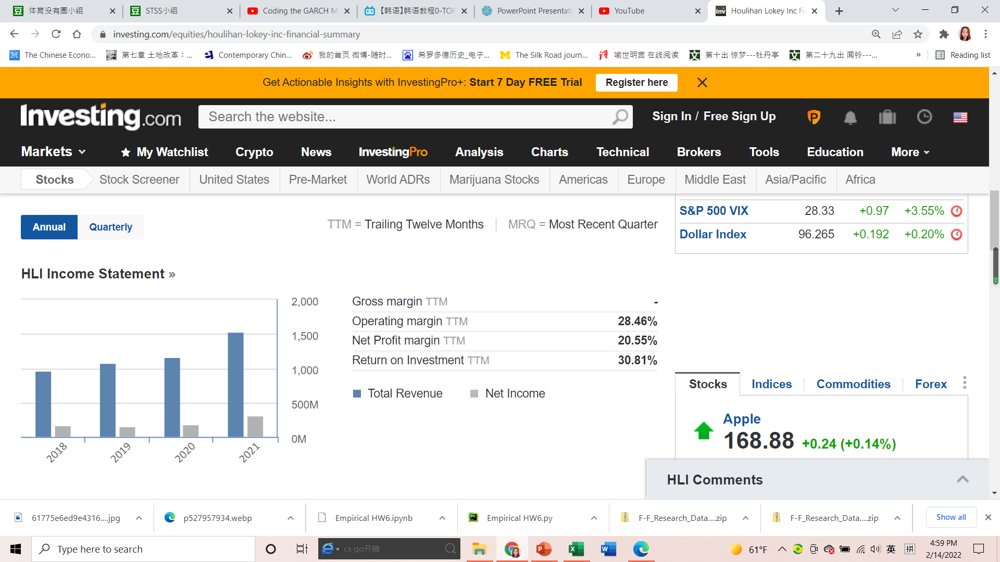 体育没有圈小组
STSS小组
Coding the GARCH M
【韩语】韩语教程0-TOP
PowerPoint Presentati
YouTube
Houlihan Lokey Inc Fi
investing.com/equities/houlihan-lokey-inc-financial-summary
The Chinese Econo...
第七章 土地改革：...
Contemporary Chin...
我的首页 微博-随时...
希罗多德历史_电子...
The Silk Road journ...
喻世明言 在线阅读
第十出 惊梦---牡丹亭
第二十九出 闻铃---...
»
Reading list
Get Actionable Insights with InvestingPro+: Start 7 Day FREE Trial
Register here
Investing.com
Search the website...
Sign In / Free Sign Up
Markets
My Watchlist
Crypto
News
InvestingPro
Analysis
Charts
Technical
Brokers
Tools
Education
More
Stocks
Stock Screener
United States
Pre-Market
World ADRs
Marijuana Stocks
Americas
Europe
Middle East
Asia/Pacific
Africa
S&P 500 VIX 28.33 +0.97 +3.55%
Dollar Index 96.265 +0.192 +0.20%
Annual
Quarterly
TTM = Trailing Twelve Months
MRQ = Most Recent Quarter
HLI Income Statement »
2,000
1,500
1,000
500M
0M
2018
2019
2020
2021
Gross margin TTM -
Operating margin TTM 28.46%
Net Profit margin TTM 20.55%
Return on Investment TTM 30.81%
Total Revenue
Net Income
Stocks
Indices
Commodities
Forex
Apple
168.88 +0.24 (+0.14%)
HLI Comments
61775e6ed9e4316....jpg
p527957934.webp
Empirical HW6.ipynb
Empirical HW6.py
F-F_Research_Data....zip
F-F_Research_Data....zip
Show all
Type here to search
cs go开箱
61°F
英
拼
4:59 PM
2/14/2022